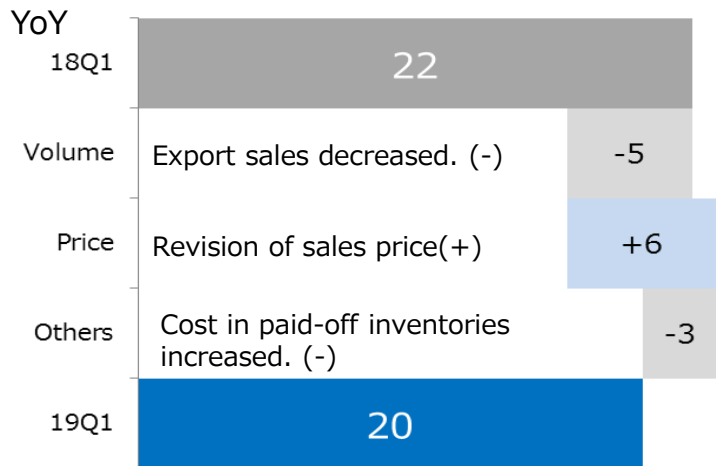 YoY
18Q1
22
Volume
Export sales decreased. (-)
-5
Price
Revision of sales price(+)
+6
Others
Cost in paid-off inventories
increased. (-)
-3
19Q1
20